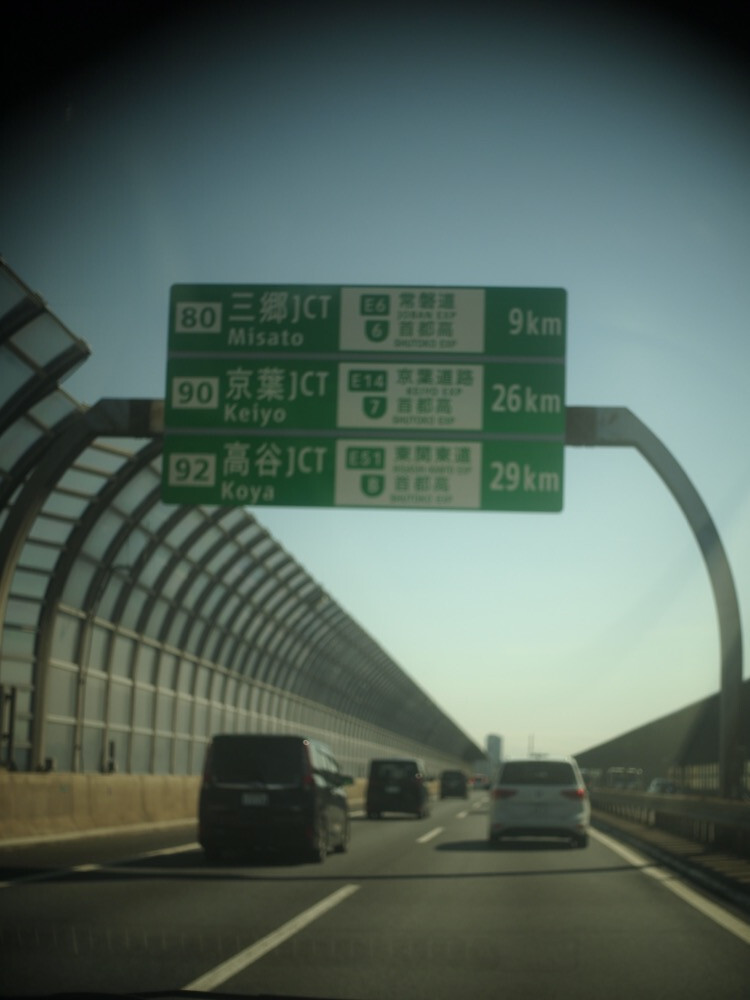 80 三郷JCT E6 常磐道 9km
JOBAN EXP
Misato 6 首都高
SHUTOKO EXP
90 京葉JCT E14 京葉道路 26km
KEIYO EXP
Keiyo 7 首都高
SHUTOKO EXP
92 高谷JCT E51 東関東道 29km
HIGASHI-KANTO EXP
Koya 8 首都高
SHUTOKO EXP